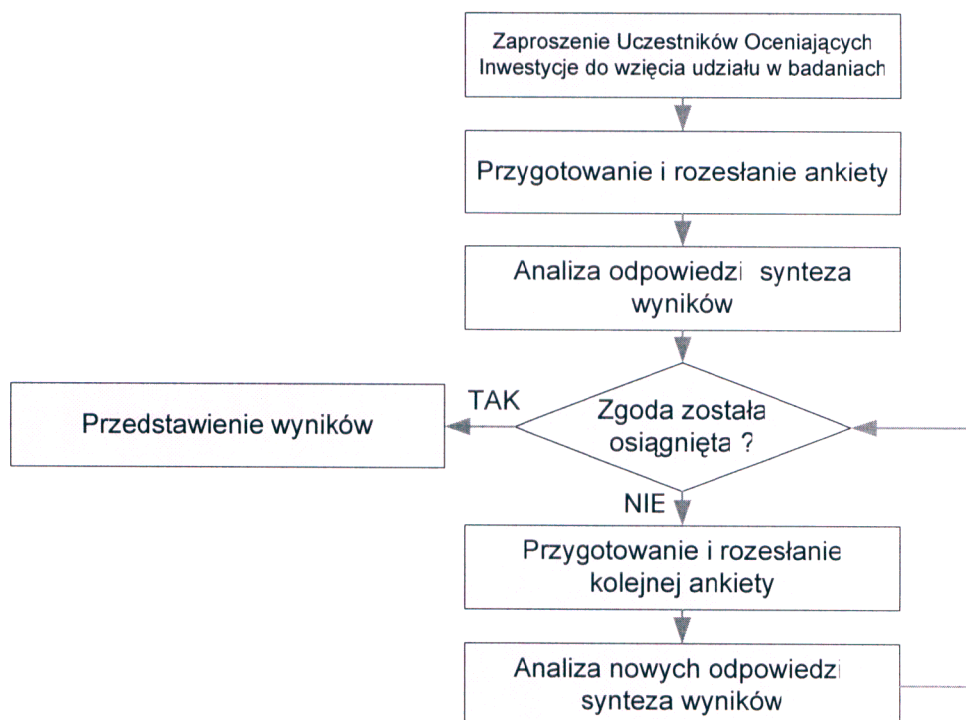 Zaproszenie Uczestników Oceniających
Inwestycje do wzięcia udziału w badaniach
Przygotowanie i rozesłanie ankiety
Analiza odpowiedzi synteza
wyników
Zgoda została
osiągnięta ?
TAK
Przedstawienie wyników
NIE
Przygotowanie i rozesłanie
kolejnej ankiety
Analiza nowych odpowiedzi
synteza wyników